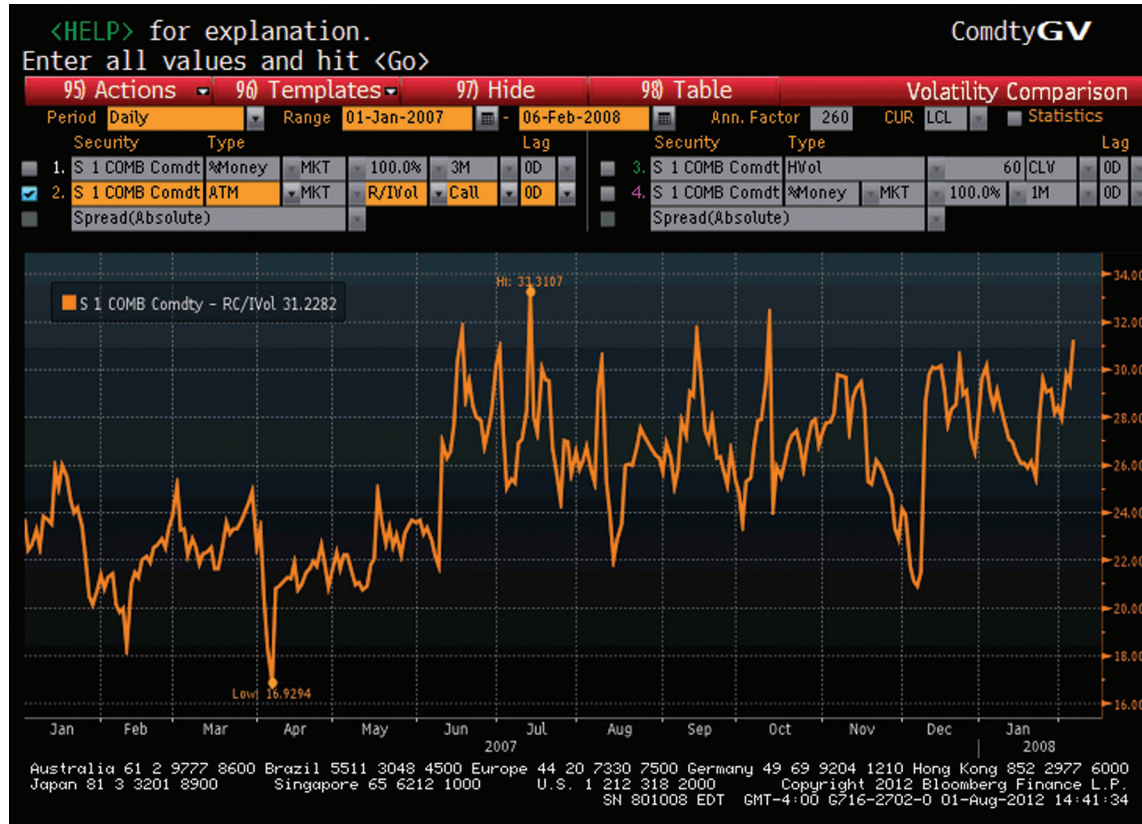 <HELP> for explanation.
ComdtyGV
Enter all values and hit <Go>
95) Actions 96) Templates 97) Hide 98) Table Volatility Comparison
Period Daily Range 01-Jan-2007 - 06-Feb-2008 Ann. Factor 260 CUR LCL Statistics
Security Type Lag Security Type Lag
1. S 1 COMB Comdt %Money MKT 100.0% 3M 0D 3. S 1 COMB Comdt HVol 60 CLV 0D
2. S 1 COMB Comdt ATM MKT R/IVol Call 0D 4. S 1 COMB Comdt %Money MKT 100.0% 1M 0D
Spread(Absolute) Spread(Absolute)
34.00
Hi: 33.3107
S 1 COMB Comdty - RC/IVol 31.2282
32.00
30.00
28.00
26.00
24.00
22.00
20.00
18.00
Low: 16.9294
16.00
Jan Feb Mar Apr May Jun Jul Aug Sep Oct Nov Dec Jan
2007 2008
Australia 61 2 9777 8600 Brazil 5511 3048 4500 Europe 44 20 7330 7500 Germany 49 69 9204 1210 Hong Kong 852 2977 6000
Japan 81 3 3201 8900 Singapore 65 6212 1000 U.S. 1 212 318 2000 Copyright 2012 Bloomberg Finance L.P.
SN 801008 EDT GMT-4:00 G716-2702-0 01-Aug-2012 14:41:34